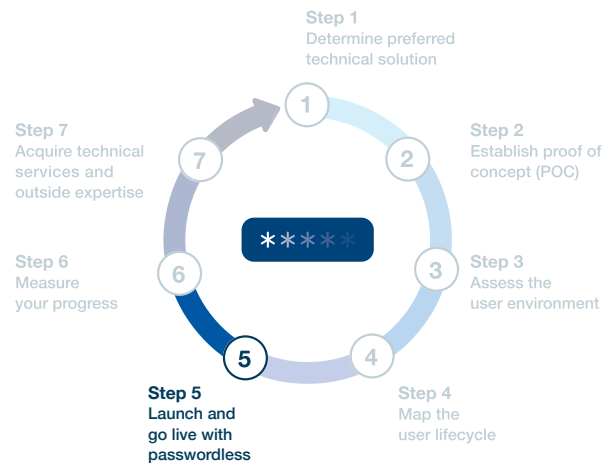 Step 1
Determine preferred
technical solution
1
Step 2
Establish proof of
concept (POC)
2
Step 3
Assess the
user environment
3
Step 4
Map the
user lifecycle
4
Step 5
Launch and
go live with
passwordless
5
Step 6
Measure
your progress
6
Step 7
Acquire technical
services and
outside expertise
7
*****